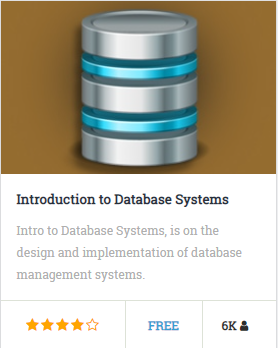 Introduction to Database Systems
Intro to Database Systems, is on the
design and implementation of database
management systems.
FREE
6K